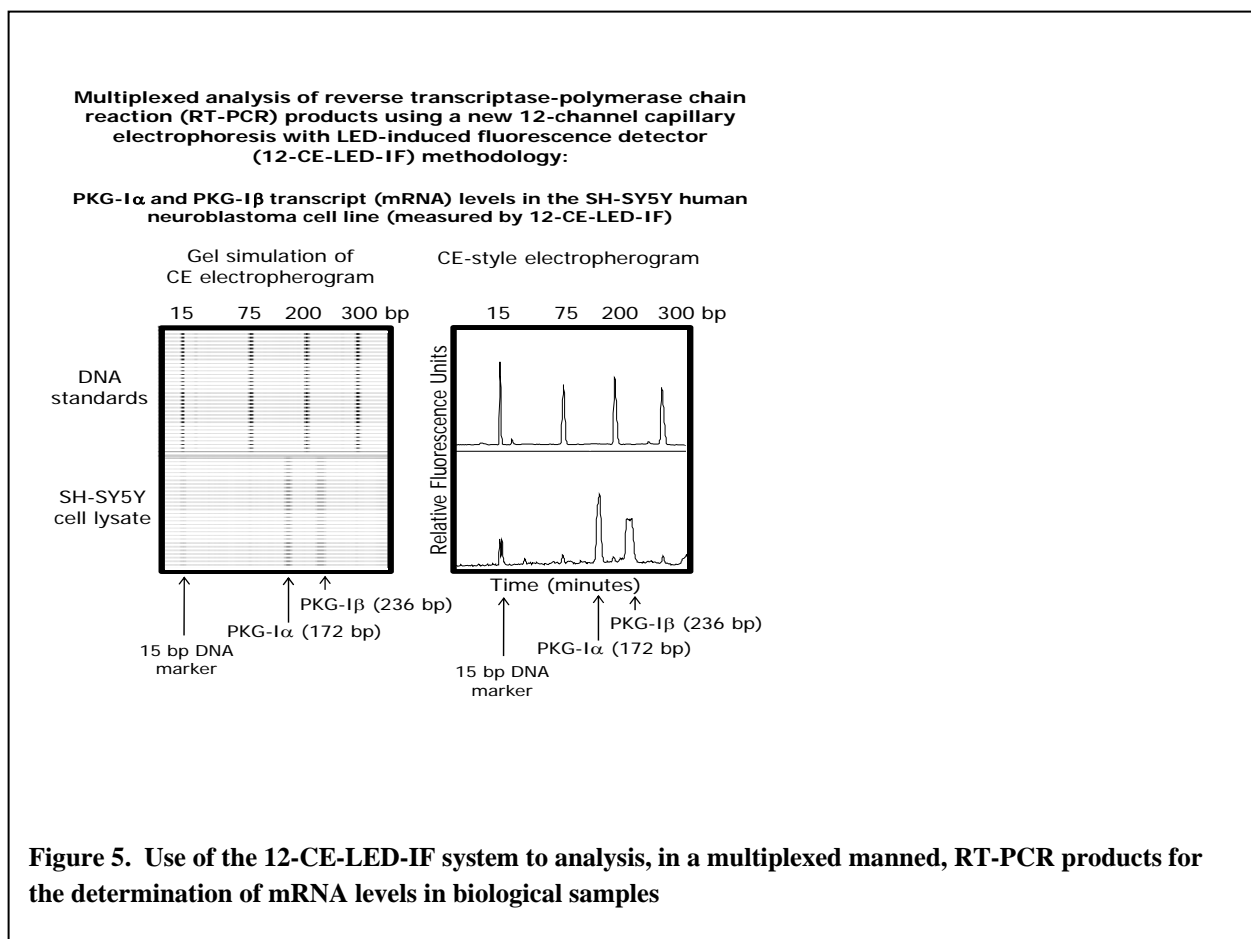 Multiplexed analysis of reverse transcriptase-polymerase chain
reaction (RT-PCR) products using a new 12-channel capillary
electrophoresis with LED-induced fluorescence detector
(12-CE-LED-IF) methodology:
PKG-Iα and PKG-Iβ transcript (mRNA) levels in the SH-SY5Y human
neuroblastoma cell line (measured by 12-CE-LED-IF)
Gel simulation of
CE electropherogram
15 75 200 300 bp
DNA
standards
SH-SY5Y
cell lysate
PKG-Iβ (236 bp)
PKG-Iα (172 bp)
15 bp DNA
marker
CE-style electropherogram
15 75 200 300 bp
Relative Fluorescence Units
Time (minutes)
PKG-Iβ (236 bp)
PKG-Iα (172 bp)
15 bp DNA
marker
Figure 5. Use of the 12-CE-LED-IF system to analysis, in a multiplexed manned, RT-PCR products for
the determination of mRNA levels in biological samples